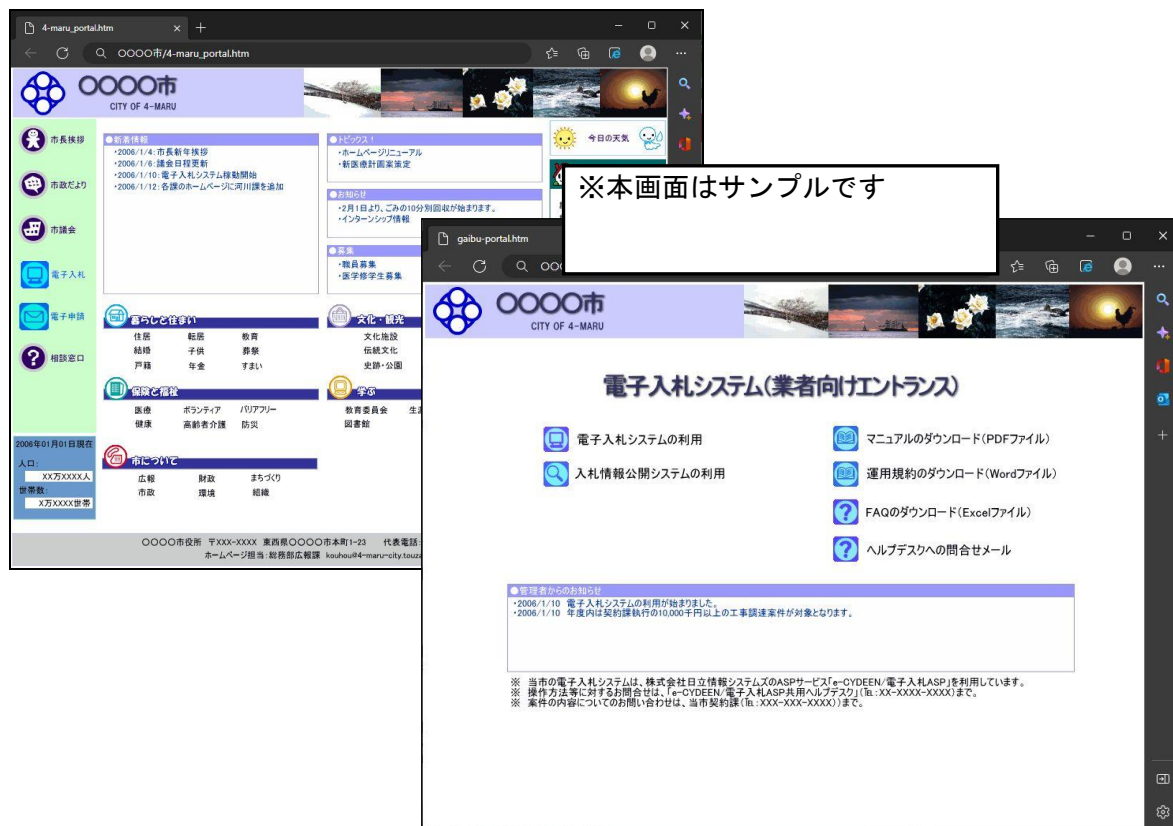 4-maru_portal.htm
〇〇〇〇市/4-maru_portal.htm
〇〇〇〇市
CITY OF 4-MARU
市長挨拶
市政だより
市議会
電子入札
電子申請
相談窓口
2006年01月01日現在
人口:
XX万XXXX人
世帯数:
X万XXXX世帯
●新着情報
・2006/1/4:市長新年挨拶
・2006/1/6:議会日程更新
・2006/1/10:電子入札システム稼動開始
・2006/1/12:各課のホームページに河川課を追加
●トピックス!
・ホームページリニューアル
・新医療計画案策定
●お知らせ
・2月1日より、ごみの10分別回収が始まります。
・インターンシップ情報
●募集
・職員募集
・医学修学生募集
今日の天気
暮らしと住まい
住居 転居 教育
結婚 子供 葬祭
戸籍 年金 すまい
文化・観光
文化施設
伝統文化
史跡・公園
保険と福祉
医療 ボランティア バリアフリー
健康 高齢者介護 防災
学ぶ
教育委員会
図書館
市について
広報 財政 まちづくり
市政 環境 組織
〇〇〇〇市役所 〒XXX-XXXX 東西県〇〇〇〇市本町1-23 代表電話:
ホームページ担当:総務部広報課 kouhou@4-maru-city.touza
※本画面はサンプルです
gaibu-portal.htm
〇〇〇〇市
CITY OF 4-MARU
電子入札システム(業者向けエントランス)
電子入札システムの利用
入札情報公開システムの利用
マニュアルのダウンロード(PDFファイル)
運用規約のダウンロード(Wordファイル)
FAQのダウンロード(Excelファイル)
ヘルプデスクへの問合せメール
●管理者からのお知らせ
・2006/1/10 電子入札システムの利用が始まりました。
・2006/1/10 年度内は契約課執行の10,000千円以上の工事調達案件が対象となります。
※ 当市の電子入札システムは、株式会社日立情報システムズのASPサービス「e-CYDEEN/電子入札ASP」を利用しています。
※ 操作方法等に対するお問合せは、「e-CYDEEN/電子入札ASP共用ヘルプデスク」(℡:XX-XXXX-XXXX)まで。
※ 案件の内容についてのお問い合わせは、当市契約課(℡:XXX-XXX-XXXX))まで。